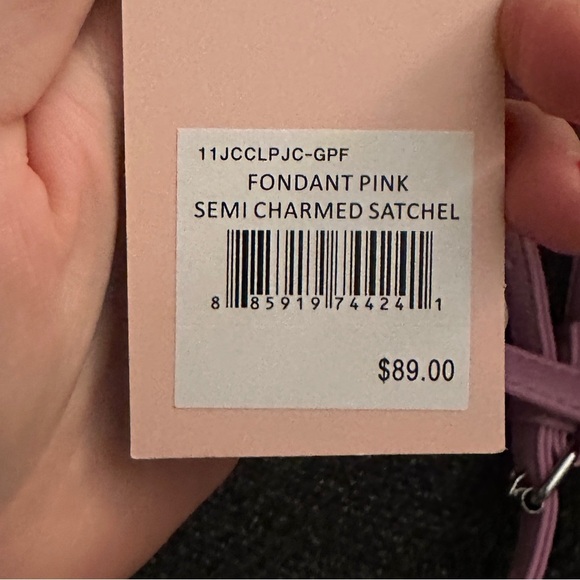 11JCCLPJC-GPF
FONDANT PINK
SEMI CHARMED SATCHEL
8 85919 74424 1
$89.00